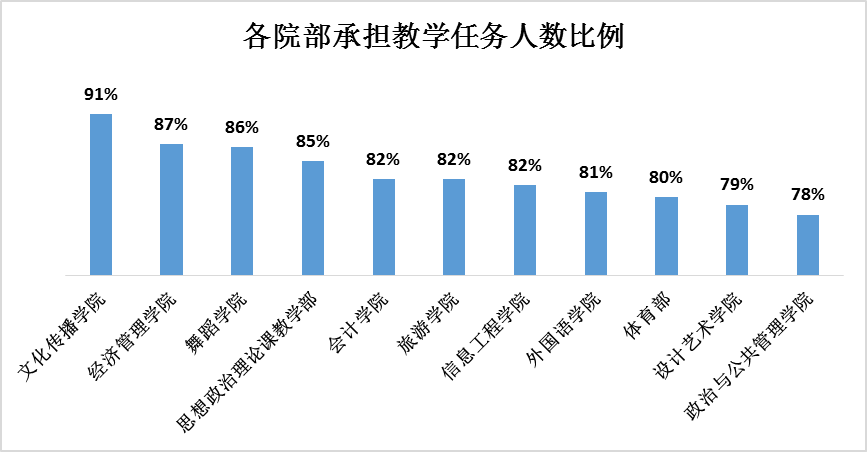 各院部承担教学任务人数比例
91%
87%
86%
85%
82%
82%
82%
81%
80%
79%
78%
文化传播学院
经济管理学院
舞蹈学院
思想政治理论课教学部
会计学院
旅游学院
信息工程学院
外国语学院
体育部
设计艺术学院
政治与公共管理学院